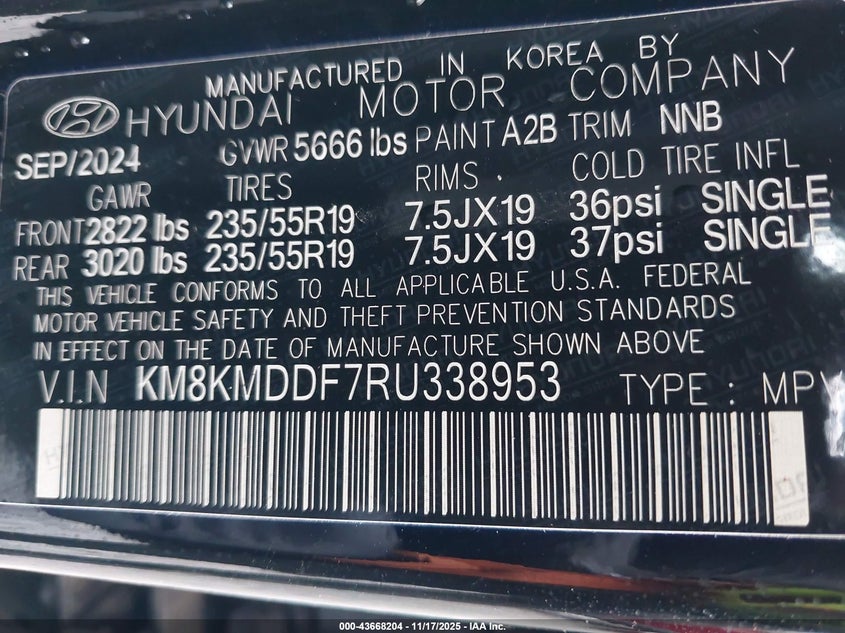 MANUFACTURED IN KOREA BY
HYUNDAI MOTOR COMPANY
SEP/2024 GVWR 5666 lbs PAINT A2B TRIM NNB
GAWR TIRES RIMS . COLD TIRE INFL
FRONT 2822 lbs 235/55R19 7.5JX19 36psi SINGLE
REAR 3020 lbs 235/55R19 7.5JX19 37psi SINGLE
THIS VEHICLE CONFORMS TO ALL APPLICABLE U.S.A. FEDERAL
MOTOR VEHICLE SAFETY AND THEFT PREVENTION STANDARDS
IN EFFECT ON THE DATE OF MANUFACTURE SHOWN ABOVE
V.I.N KM8KMDDF7RU338953 TYPE : MPV
000-43668204 - 11/17/2025 - IAA Inc.